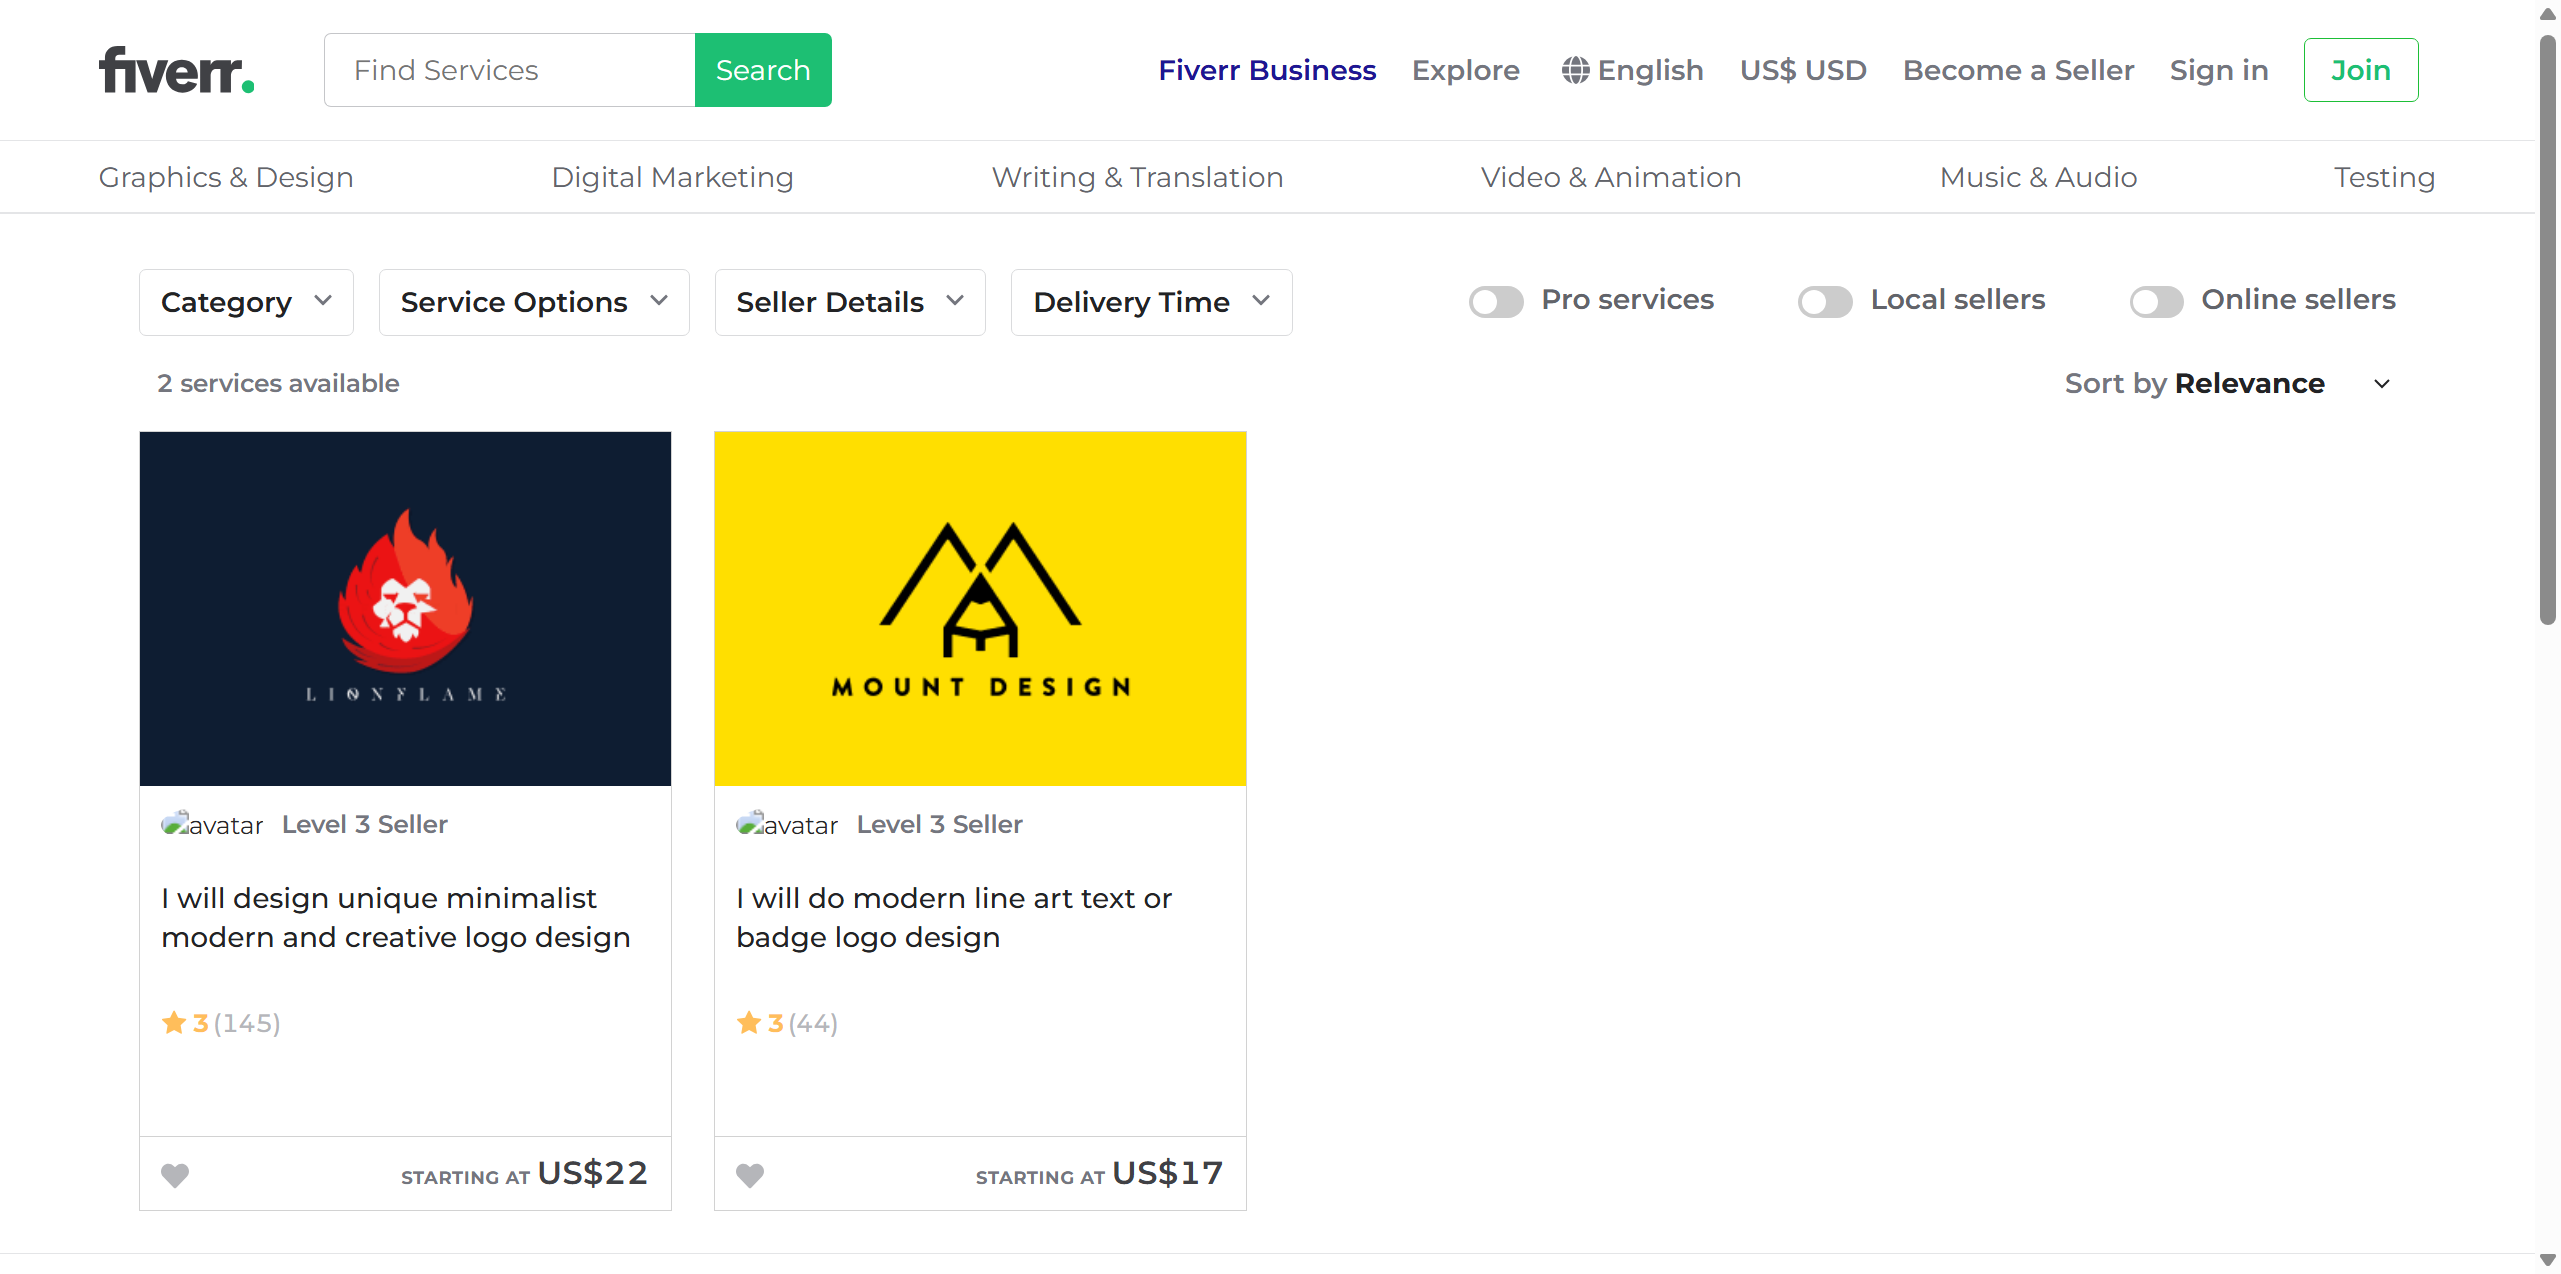 fiverr.
Find Services
Search
Fiverr Business
Explore
English
US$ USD
Become a Seller
Sign in
Join
Graphics & Design
Digital Marketing
Writing & Translation
Video & Animation
Music & Audio
Testing
Category
Service Options
Seller Details
Delivery Time
Pro services
Local sellers
Online sellers
2 services available
Sort by Relevance
LIONFLAME
avatar Level 3 Seller
I will design unique minimalist
modern and creative logo design
3 (145)
STARTING AT US$22
MOUNT DESIGN
avatar Level 3 Seller
I will do modern line art text or
badge logo design
3 (44)
STARTING AT US$17